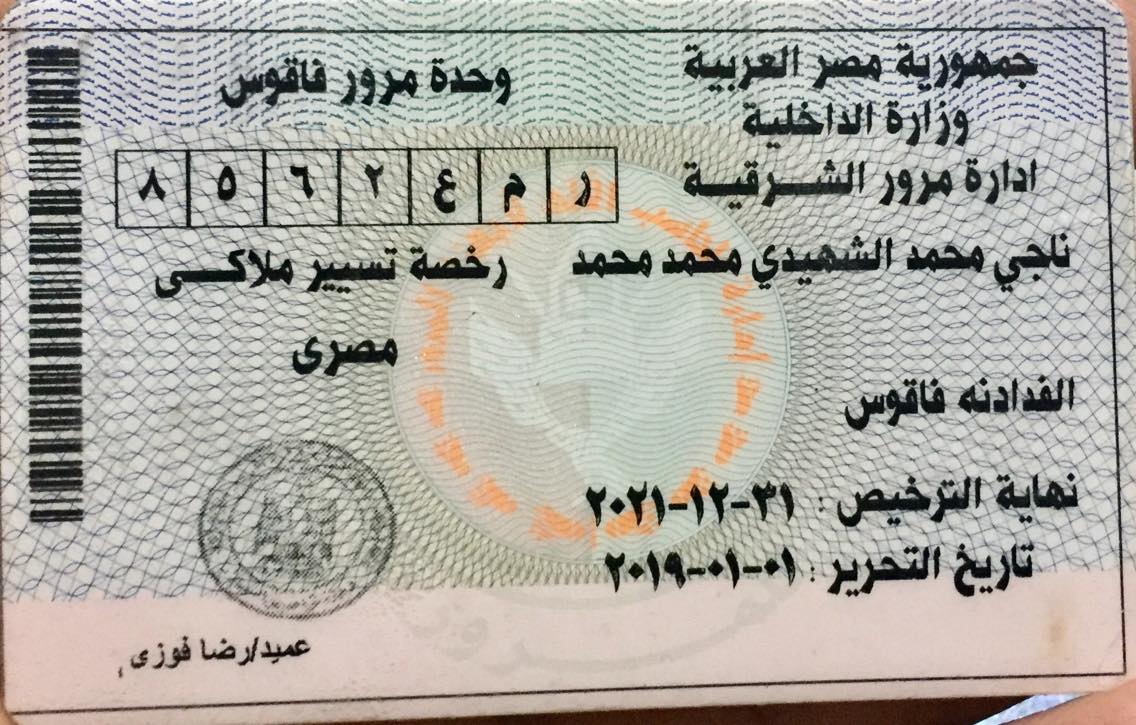 جمهورية مصر العربية
وحدة مرور فاقوس
وزارة الداخلية
ادارة مرور الشرقية
ر م ع ٢ ٦ ٥ ٨
ناجي محمد الشهيدي محمد محمد
رخصة تسيير ملاكى
مصرى
الفدادنه فاقوس
نهاية الترخيص : ٣١-١٢-٢٠٢١
تاريخ التحرير : ٠١-٠١-٢٠١٩
عميد/رضا فوزى